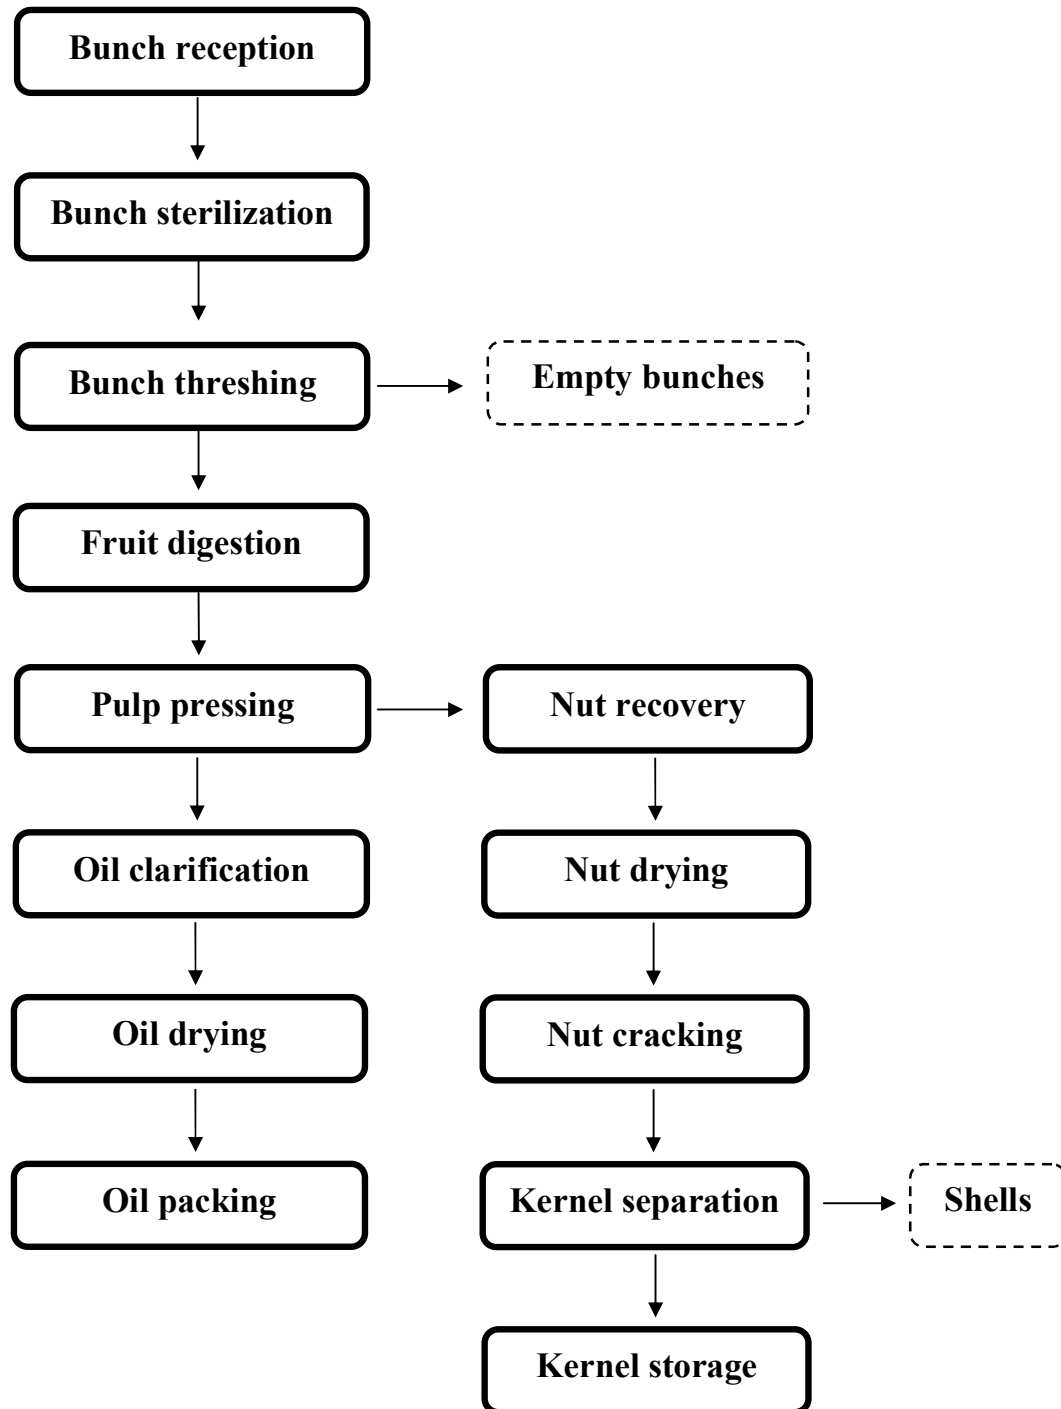 Bunch reception
Bunch sterilization
Bunch threshing
Empty bunches
Fruit digestion
Pulp pressing
Nut recovery
Oil clarification
Nut drying
Oil drying
Nut cracking
Oil packing
Kernel separation
Shells
Kernel storage